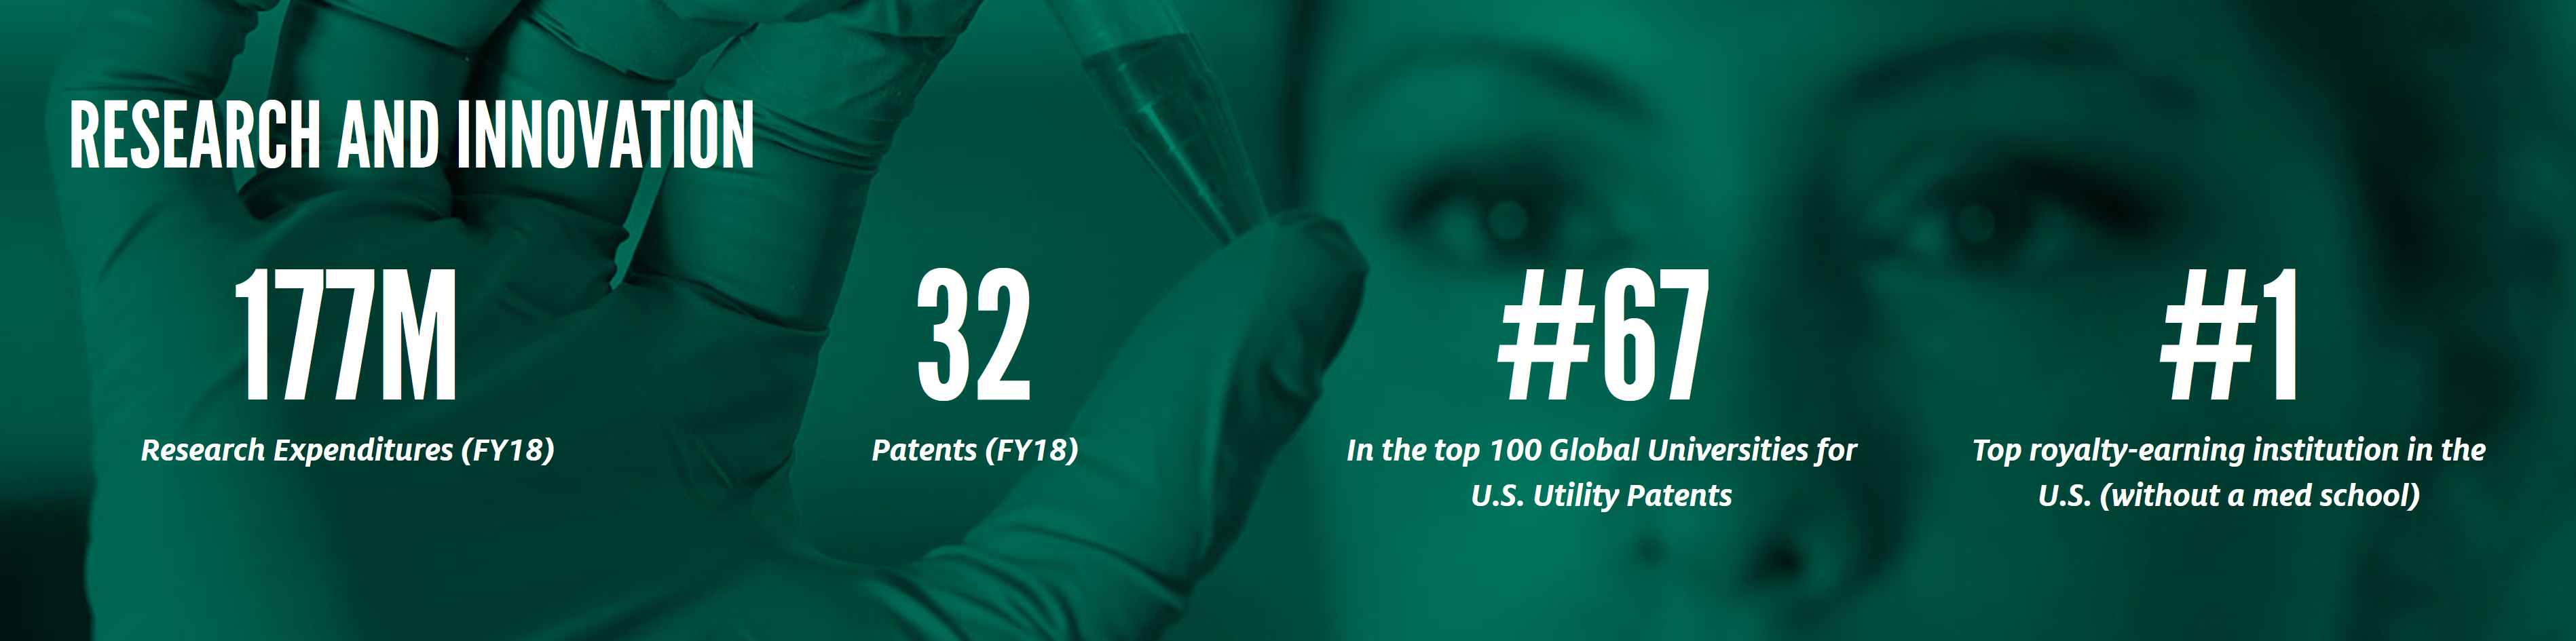 RESEARCH AND INNOVATION
177M
Research Expenditures (FY18)
32
Patents (FY18)
#67
In the top 100 Global Universities for
U.S. Utility Patents
#1
Top royalty-earning institution in the
U.S. (without a med school)